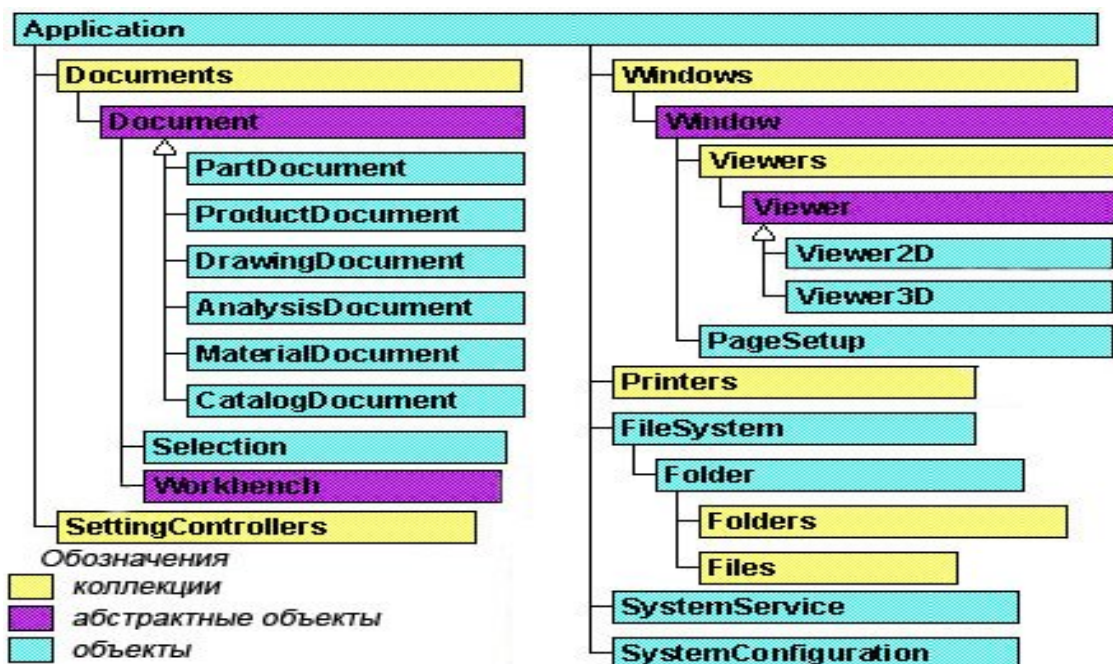 Application
Documents
Document
PartDocument
ProductDocument
DrawingDocument
AnalysisDocument
MaterialDocument
CatalogDocument
Selection
Workbench
SettingControllers
Обозначения
коллекции
абстрактные объекты
объекты
Windows
Window
Viewers
Viewer
Viewer2D
Viewer3D
PageSetup
Printers
FileSystem
Folder
Folders
Files
SystemService
SystemConfiguration